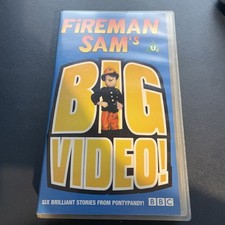 FIREMAN
SAM'S
U
BIG
VIDEO!
SIX BRILLIANT STORIES FROM PONTYPANDY!
BBC